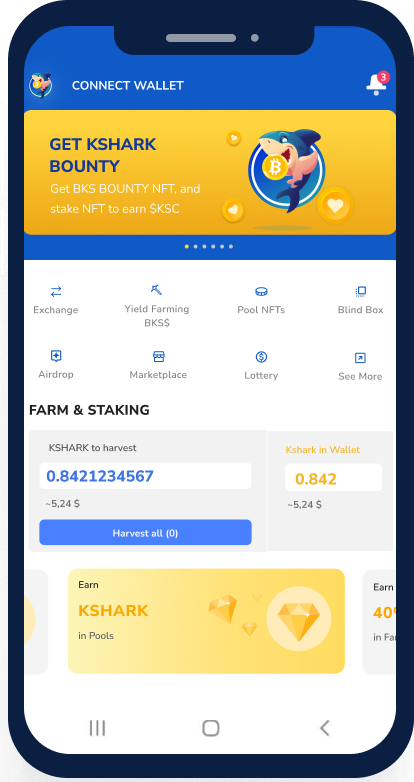 3
CONNECT WALLET
GET KSHARK
BOUNTY
Get BKS BOUNTY NFT, and
stake NFT to earn $KSC
Exchange
Yield Farming
BKS$
Pool NFTs
Blind Box
Airdrop
Marketplace
Lottery
See More
FARM & STAKING
KSHARK to harvest
Kshark in Wallet
0.8421234567
0.842
~5,24 $
~5,24 $
Harvest all (0)
Earn
KSHARK
in Pools
Earn
40
in Fa